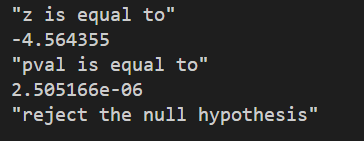 "z is equal to"
-4.564355
"pval is equal to"
2.505166e-06
"reject the null hypothesis"